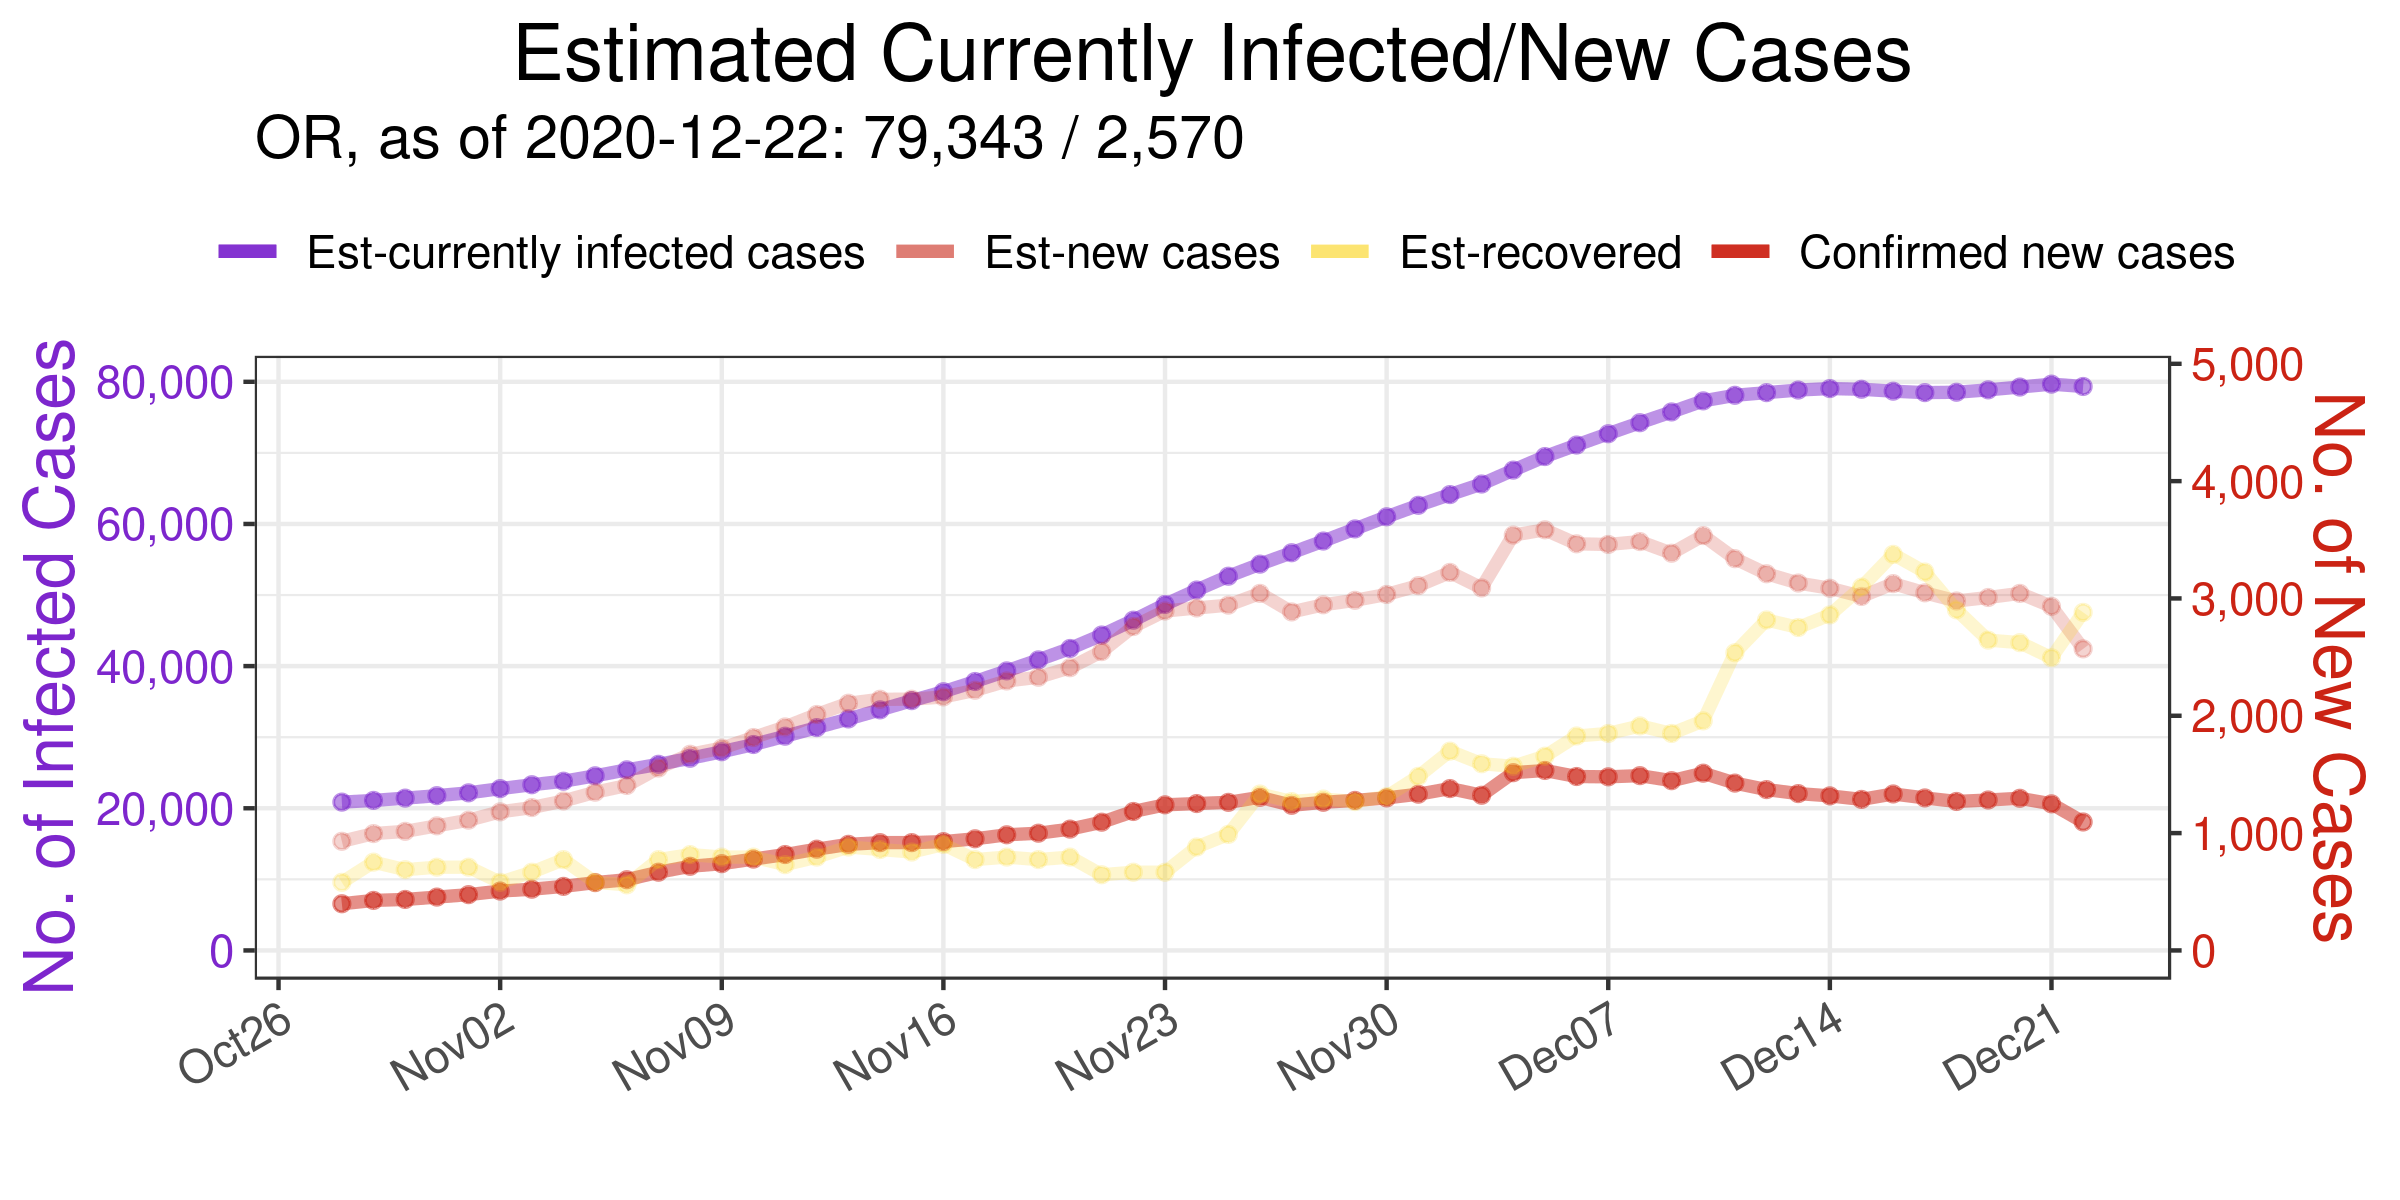 Estimated Currently Infected/New Cases
OR, as of 2020-12-22: 79,343 / 2,570
Est-currently infected cases Est-new cases Est-recovered Confirmed new cases
No. of Infected Cases
80,000
60,000
40,000
20,000
0
5,000
4,000
3,000
2,000
1,000
0
No. of New Cases
Oct26 Nov02 Nov09 Nov16 Nov23 Nov30 Dec07 Dec14 Dec21